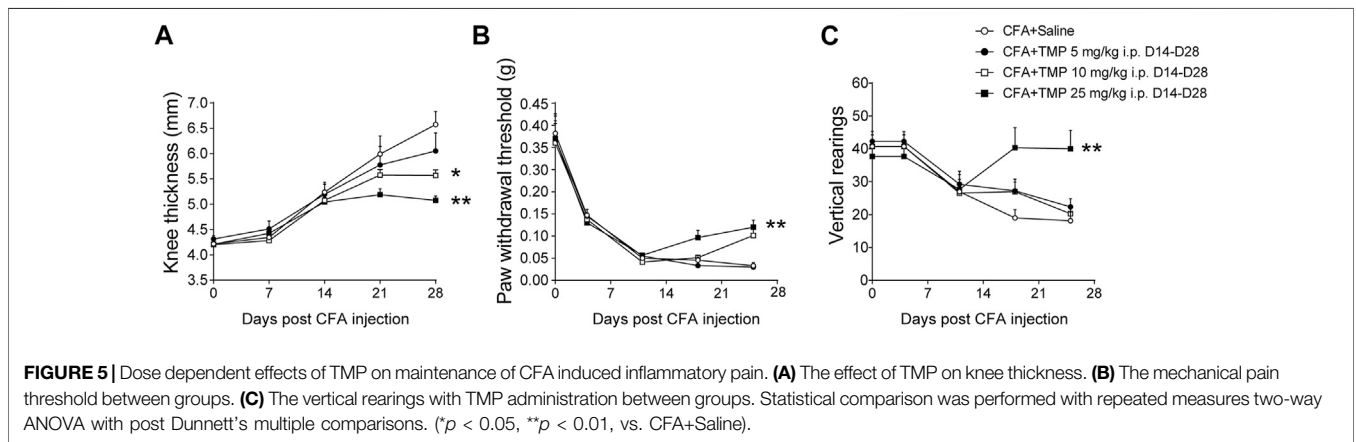 A
B
C
CFA+Saline
CFA+TMP 5 mg/kg i.p. D14-D28
CFA+TMP 10 mg/kg i.p. D14-D28
CFA+TMP 25 mg/kg i.p. D14-D28
Knee thickness (mm)
7.0
6.5
6.0
5.5
5.0
4.5
4.0
3.5
*
**
0 7 14 21 28
Days post CFA injection
Paw withdrawal threshold (g)
0.45
0.40
0.35
0.30
0.15
0.10
0.05
0.00
**
0 7 14 21 28
Days post CFA injection
Vertical rearings
60
50
40
30
20
10
0
**
0 7 14 21 28
Days post CFA injection
FIGURE 5 | Dose dependent effects of TMP on maintenance of CFA induced inflammatory pain. (A) The effect of TMP on knee thickness. (B) The mechanical pain
threshold between groups. (C) The vertical rearings with TMP administration between groups. Statistical comparison was performed with repeated measures two-way
ANOVA with post Dunnett's multiple comparisons. (*p < 0.05, **p < 0.01, vs. CFA+Saline).